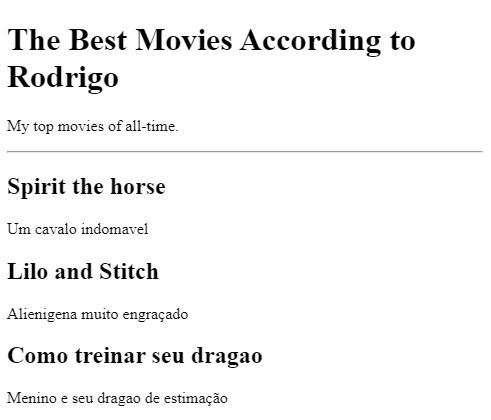 The Best Movies According to
Rodrigo
My top movies of all-time.
Spirit the horse
Um cavalo indomavel
Lilo and Stitch
Alienigena muito engraçado
Como treinar seu dragao
Menino e seu dragao de estimação